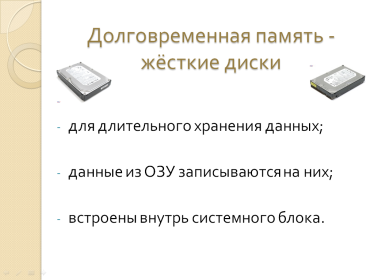 Долговременная память -
жёсткие диски
-
-
- для длительного хранения данных;
- данные из ОЗУ записываются на них;
- встроены внутрь системного блока.